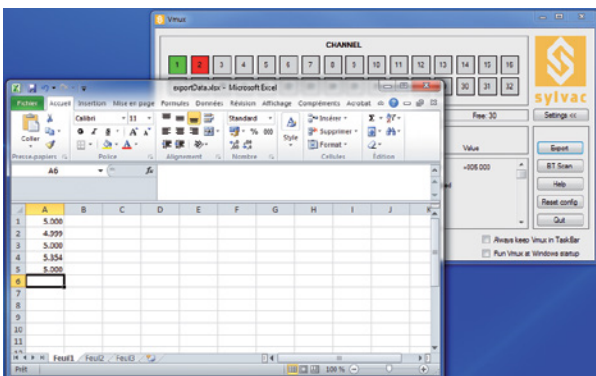 Vmux
CHANNEL
1 2 3 4 5 6 7 8 9 10 11 12 13 14 15 16
30 31 32
sylvac
exportData.xlsx - Microsoft Excel
Fichier Accueil Insertion Mise en page Formules Données Révision Affichage Compléments Acrobat
Free: 30
Settings <<
Coller
Calibri 11
G I S
Standard
% 000
Style
Insérer
Supprimer
Format
Presse-papiers Police Alignement Nombre Cellules Édition
Value
Export
+005.000
BT Scan
Help
Reset config
Quit
A6
fx
A B C D E F G H I J K
1 5.000
2 4.999
3 5.000
4 5.354
5 5.000
6
7
8
9
10
11
Always keep Vmux in TaskBar
Run Vmux at Windows startup
Feuil1 Feuil2 Feuil3
Prêt
100 %